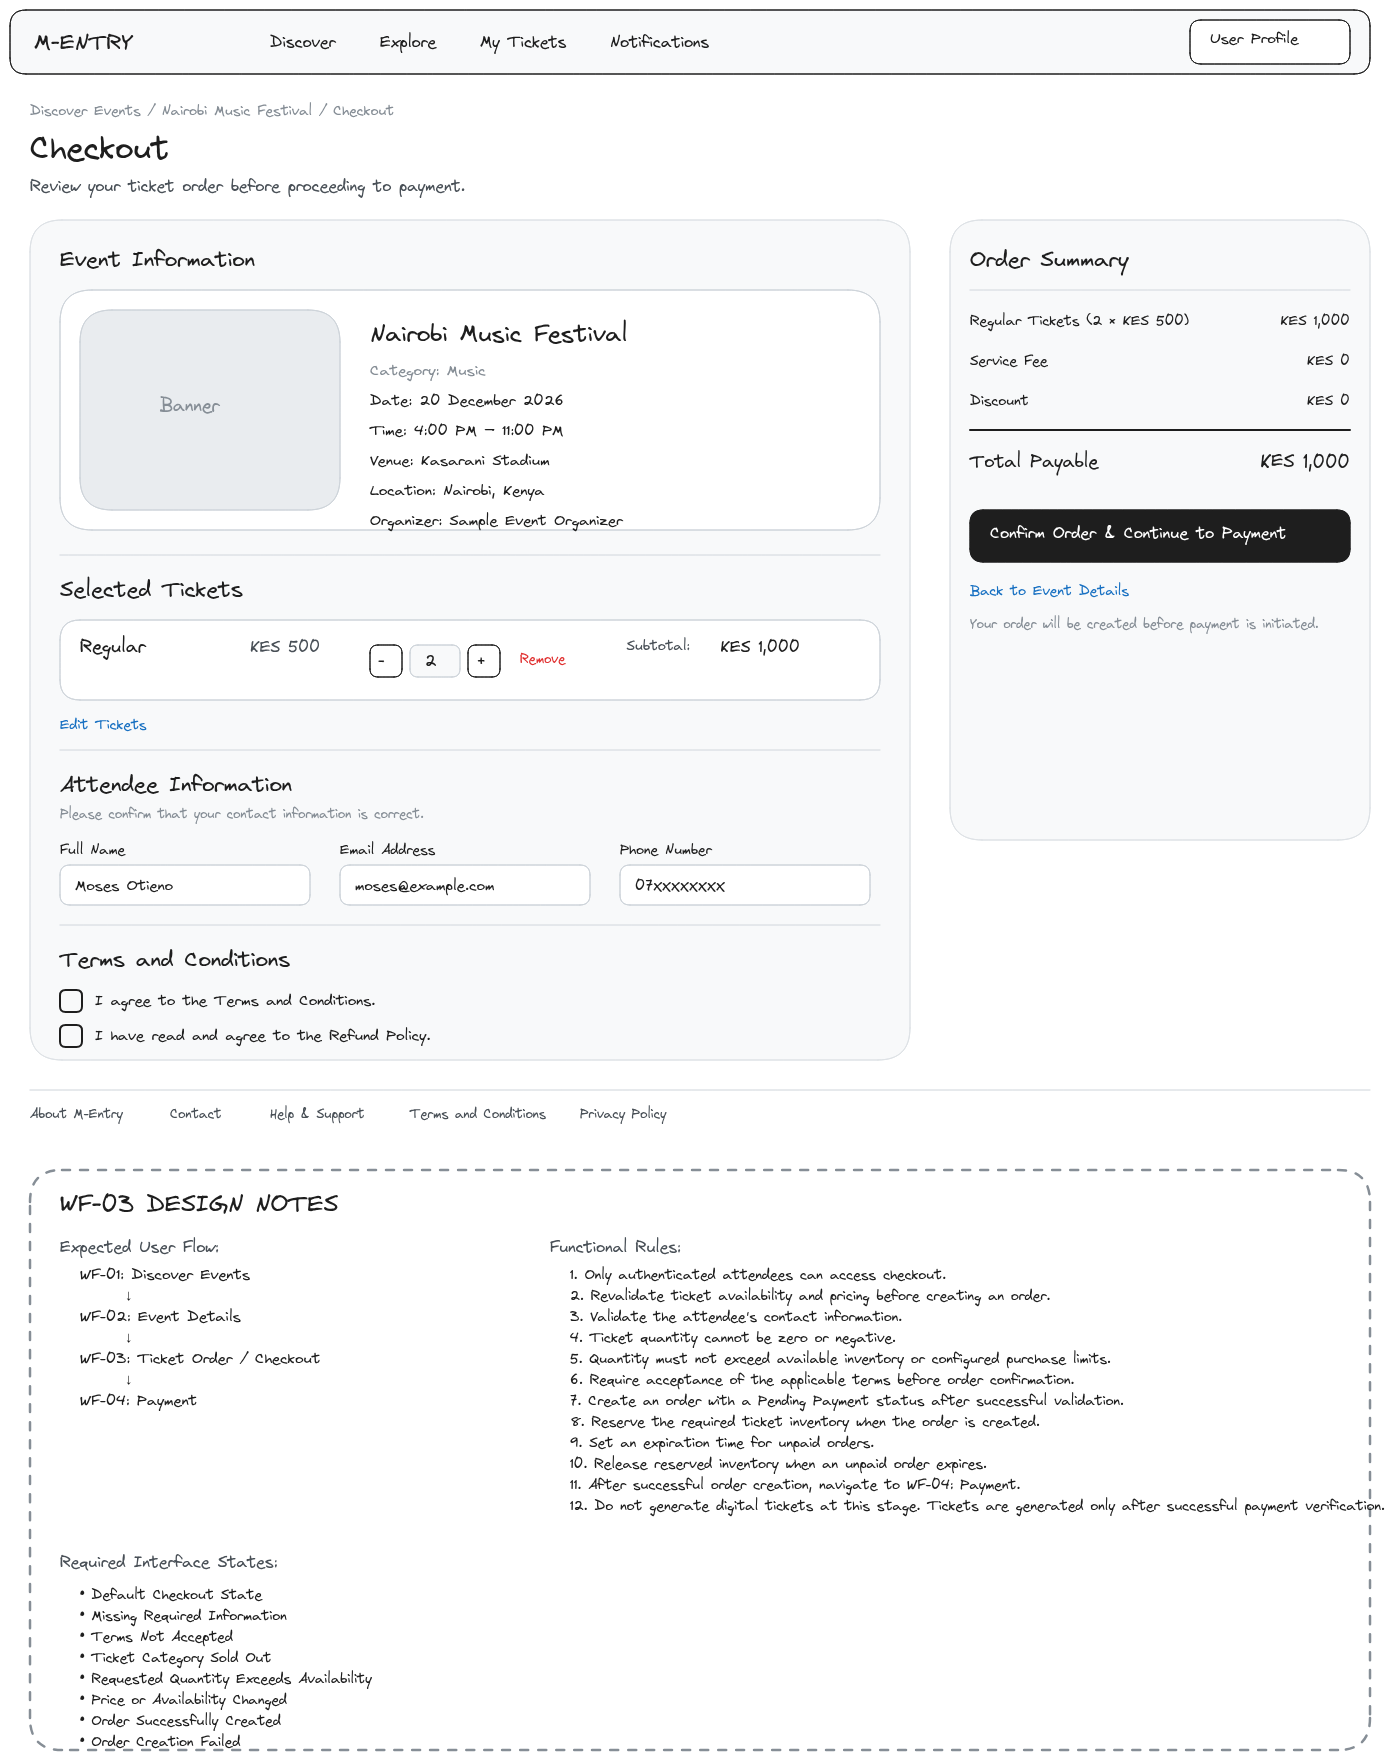 M-ENTRY
Discover
Explore
My Tickets
Notifications
User Profile
Discover Events / Nairobi Music Festival / Checkout
Checkout
Review your ticket order before proceeding to payment.
Event Information
Banner
Nairobi Music Festival
Category: Music
Date: 20 December 2026
Time: 4:00 PM – 11:00 PM
Venue: Kasarani Stadium
Location: Nairobi, Kenya
Organizer: Sample Event Organizer
Selected Tickets
Regular
KES 500
-
2
+
Remove
Subtotal:
KES 1,000
Edit Tickets
Attendee Information
Please confirm that your contact information is correct.
Full Name
Moses Otieno
Email Address
moses@example.com
Phone Number
07XXXXXXXX
Terms and Conditions
I agree to the Terms and Conditions.
I have read and agree to the Refund Policy.
Order Summary
Regular Tickets (2 × KES 500)
KES 1,000
Service Fee
KES 0
Discount
KES 0
Total Payable
KES 1,000
Confirm Order & Continue to Payment
Back to Event Details
Your order will be created before payment is initiated.
About M-Entry
Contact
Help & Support
Terms and Conditions
Privacy Policy
WF-03 DESIGN NOTES
Expected User Flow:
WF-01: Discover Events
↓
WF-02: Event Details
↓
WF-03: Ticket Order / Checkout
↓
WF-04: Payment
Functional Rules:
1. Only authenticated attendees can access checkout.
2. Revalidate ticket availability and pricing before creating an order.
3. Validate the attendee's contact information.
4. Ticket quantity cannot be zero or negative.
5. Quantity must not exceed available inventory or configured purchase limits.
6. Require acceptance of the applicable terms before order confirmation.
7. Create an order with a Pending Payment status after successful validation.
8. Reserve the required ticket inventory when the order is created.
9. Set an expiration time for unpaid orders.
10. Release reserved inventory when an unpaid order expires.
11. After successful order creation, navigate to WF-04: Payment.
12. Do not generate digital tickets at this stage. Tickets are generated only after successful payment verification.
Required Interface States:
• Default Checkout State
• Missing Required Information
• Terms Not Accepted
• Ticket Category Sold Out
• Requested Quantity Exceeds Availability
• Price or Availability Changed
• Order Successfully Created
• Order Creation Failed